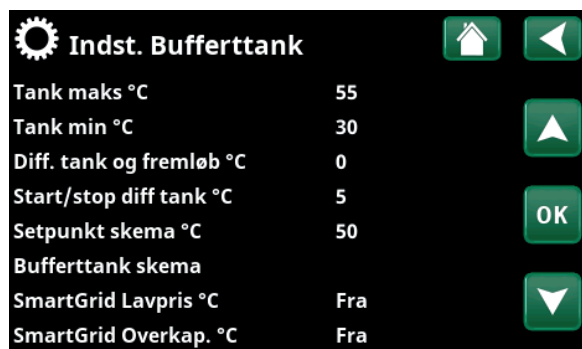 Indst. Bufferttank
Tank maks °C 55
Tank min °C 30
Diff. tank og fremløb °C 0
Start/stop diff tank °C 5
Setpunkt skema °C 50
OK
Bufferttank skema
SmartGrid Lavpris °C Fra
SmartGrid Overkap. °C Fra